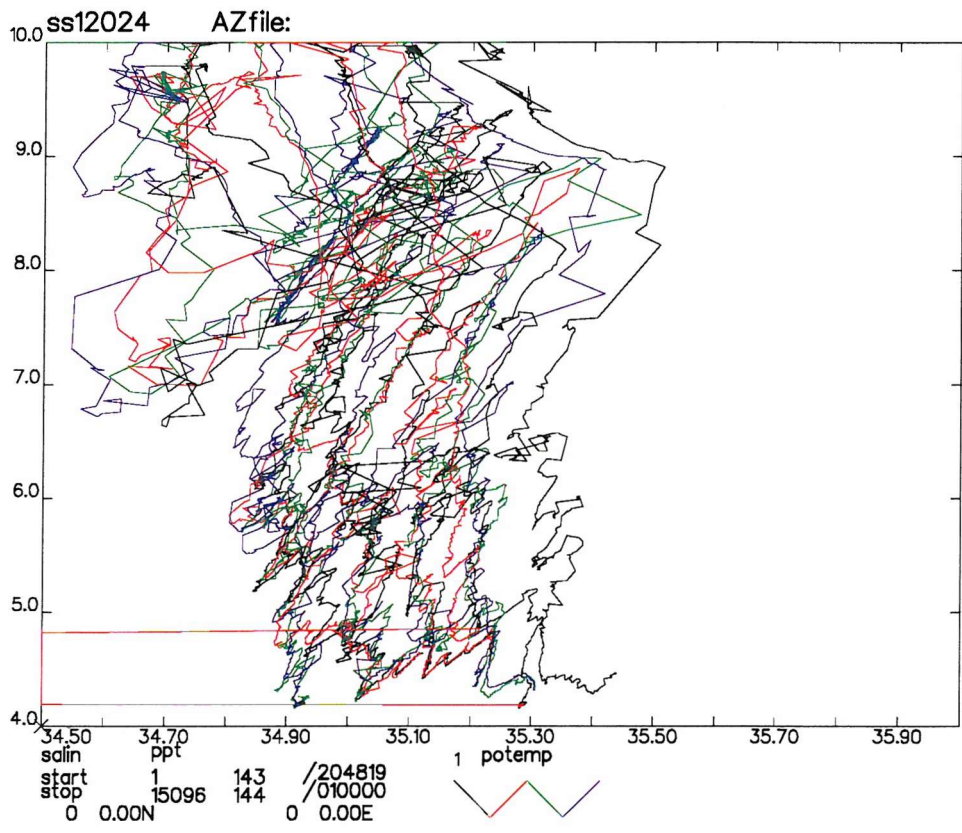 ss12024 AZfile:
10.0
9.0
8.0
7.0
6.0
5.0
4.0
34.50 34.70 34.90 35.10 35.30 35.50 35.70 35.90
salin ppt 1 potemp
start 1 143 /204819
stop 15096 144 /010000
0 0.00N 0 0.00E